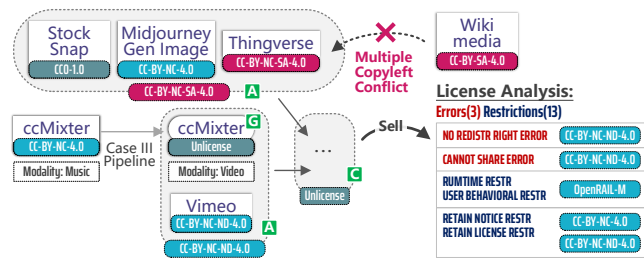 Stock
Snap
CC0-1.0
Midjourney
Gen Image
CC-BY-NC-4.0
Thingverse
CC-BY-NC-SA-4.0
CC-BY-NC-SA-4.0
A
Multiple
Copyleft
Conflict
Wiki
media
CC-BY-SA-4.0
ccMixter
CC-BY-NC-4.0
Modality: Music
Case III
Pipeline
G
ccMixter
Unlicense
Modality: Video
Vimeo
CC-BY-NC-ND-4.0
A
CC-BY-NC-ND-4.0
...
C
Unlicense
Sell
License Analysis:
Errors(3) Restrictions(13)
NO REDISTR RIGHT ERROR CC-BY-NC-ND-4.0
CANNOT SHARE ERROR CC-BY-NC-ND-4.0
RUMTIME RESTR
USER BEHAVIORAL RESTR
OpenRAIL-M
RETAIN NOTICE RESTR
RETAIN LICENSE RESTR
CC-BY-NC-4.0
CC-BY-NC-ND-4.0